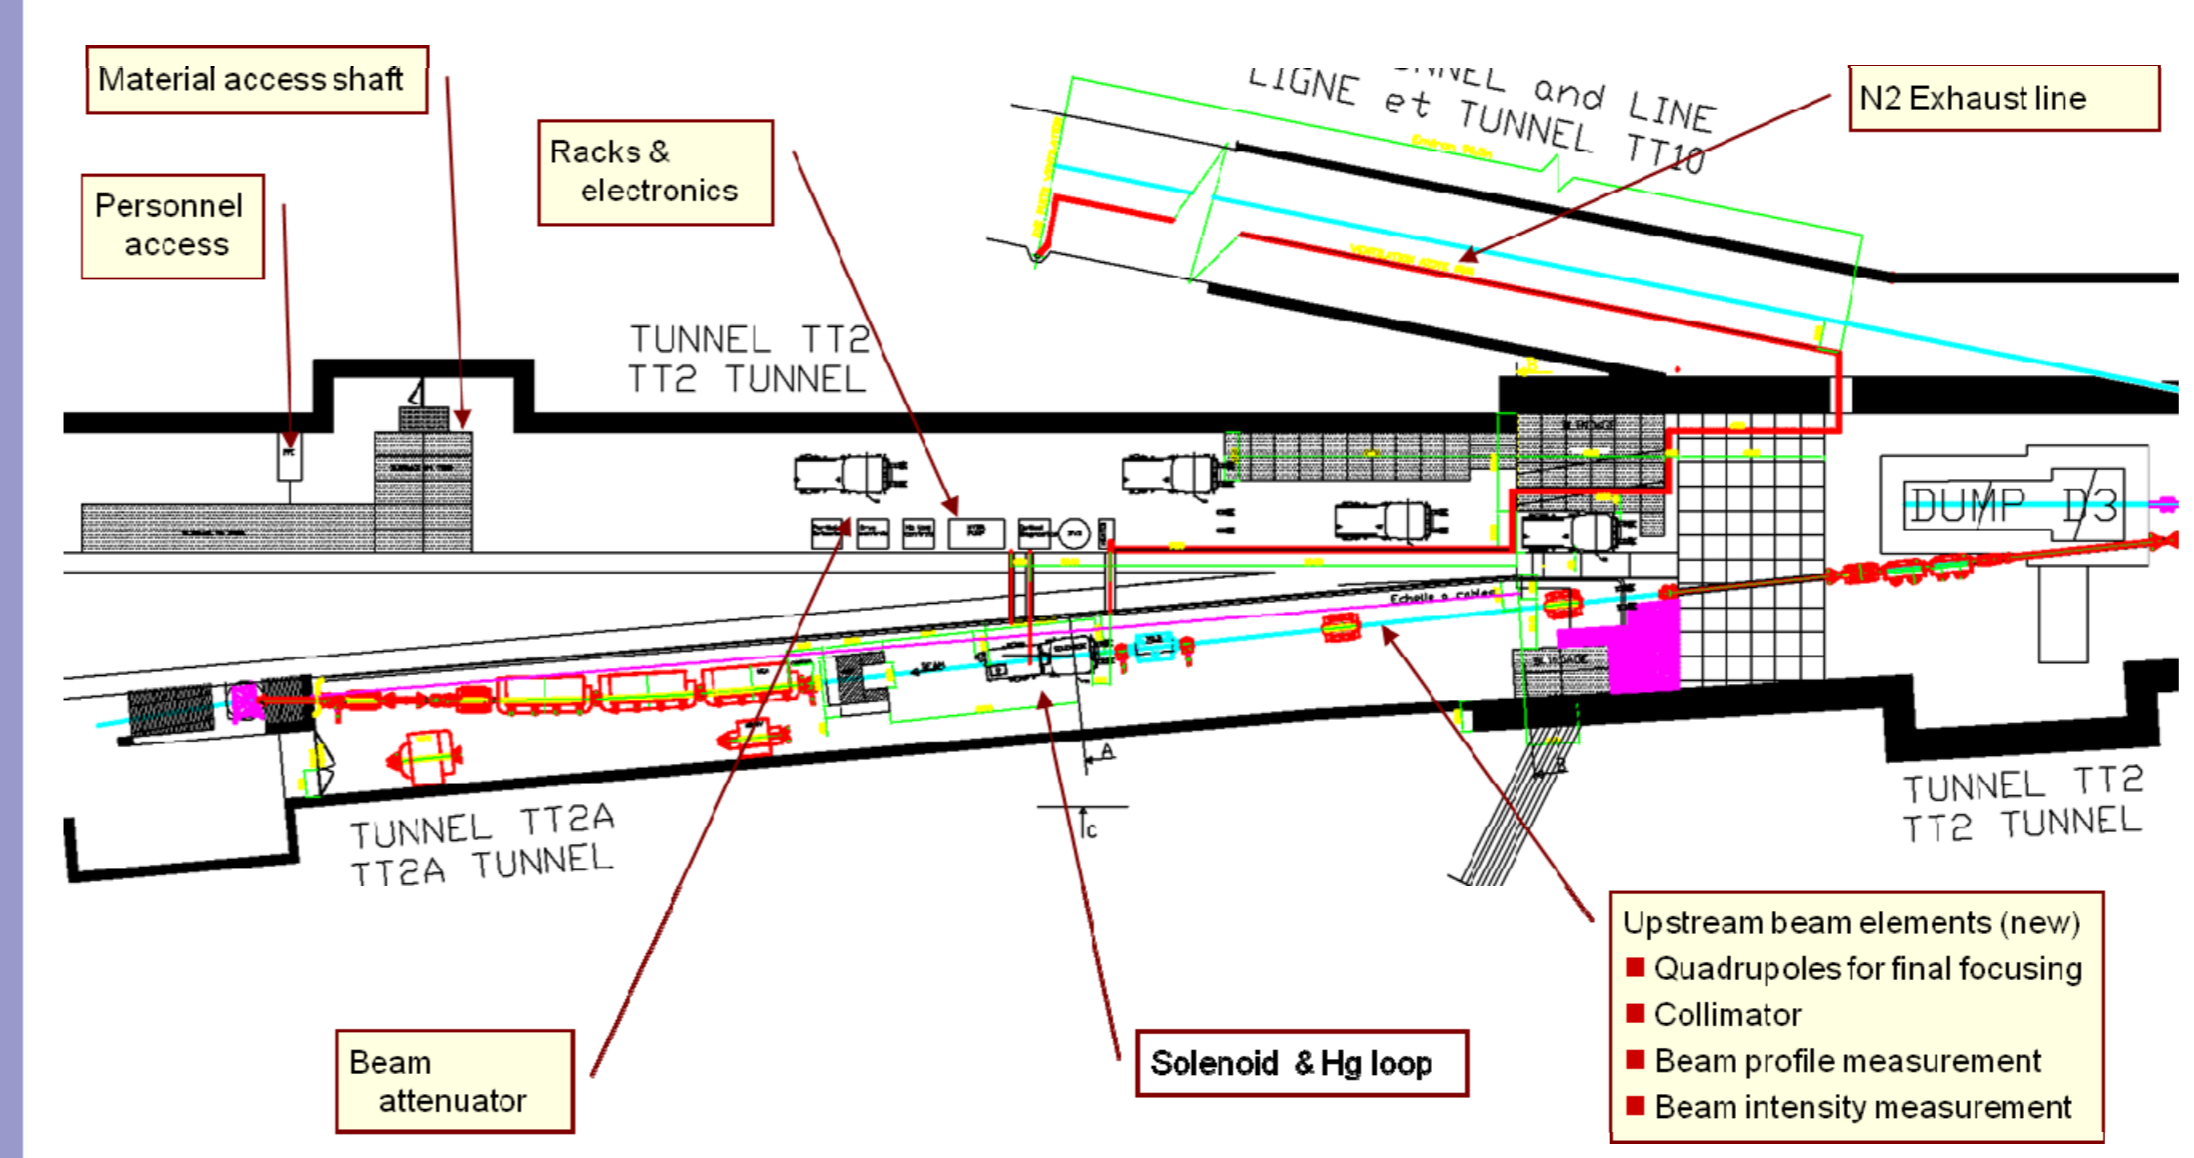 Material access shaft
Personnel
access
Racks &
electronics
and LINE
LIGNE et TUNNEL TT10
N2 Exhaust line
TUNNEL TT2
TT2 TUNNEL
DUMP D3
Echelle a cables
BEAM
A
B
C
TUNNEL TT2A
TT2A TUNNEL
TUNNEL TT2
TT2 TUNNEL
Beam
attenuator
Solenoid & Hg loop
Upstream beam elements (new)
Quadrupoles for final focusing
Collimator
Beam profile measurement
Beam intensity measurement